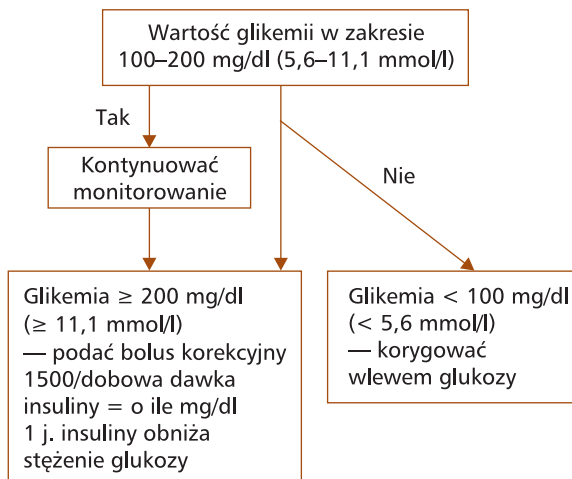 Wartość glikemii w zakresie
100–200 mg/dl (5,6–11,1 mmol/l)
Tak
Kontynuować
monitorowanie
Nie
Glikemia ≥ 200 mg/dl
(≥ 11,1 mmol/l)
— podać bolus korekcyjny
1500/dobowa dawka
insuliny = o ile mg/dl
1 j. insuliny obniża
stężenie glukozy
Glikemia < 100 mg/dl
(< 5,6 mmol/l)
— korygować
wlewem glukozy